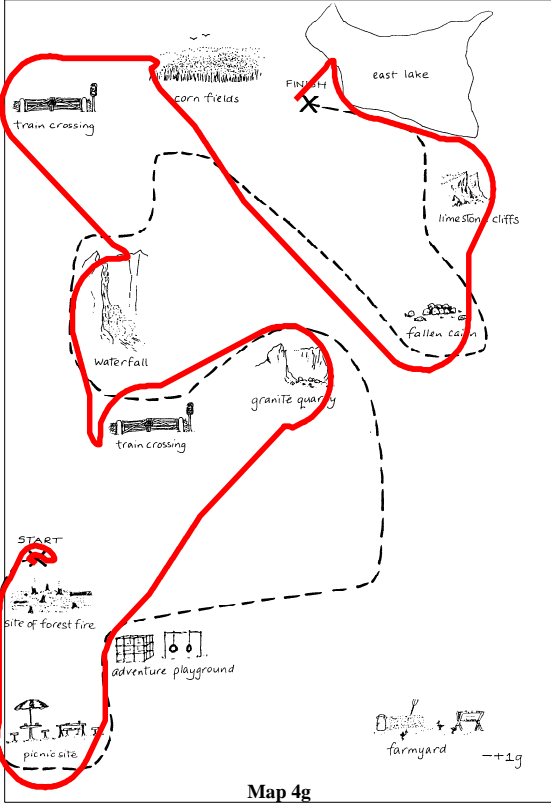 east lake
FINISH
corn fields
train crossing
limestone cliffs
fallen cairn
waterfall
granite quarry
train crossing
START
site of forest fire
adventure playground
picnic site
farmyard
Map 4g